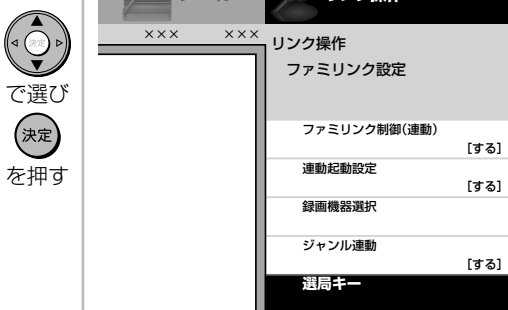 決定
で選び
決定
を押す
××× ×××
リンク操作
ファミリンク設定
ファミリンク制御(連動)
[する]
連動起動設定
[する]
録画機器選択
ジャンル連動
[する]
選局キー